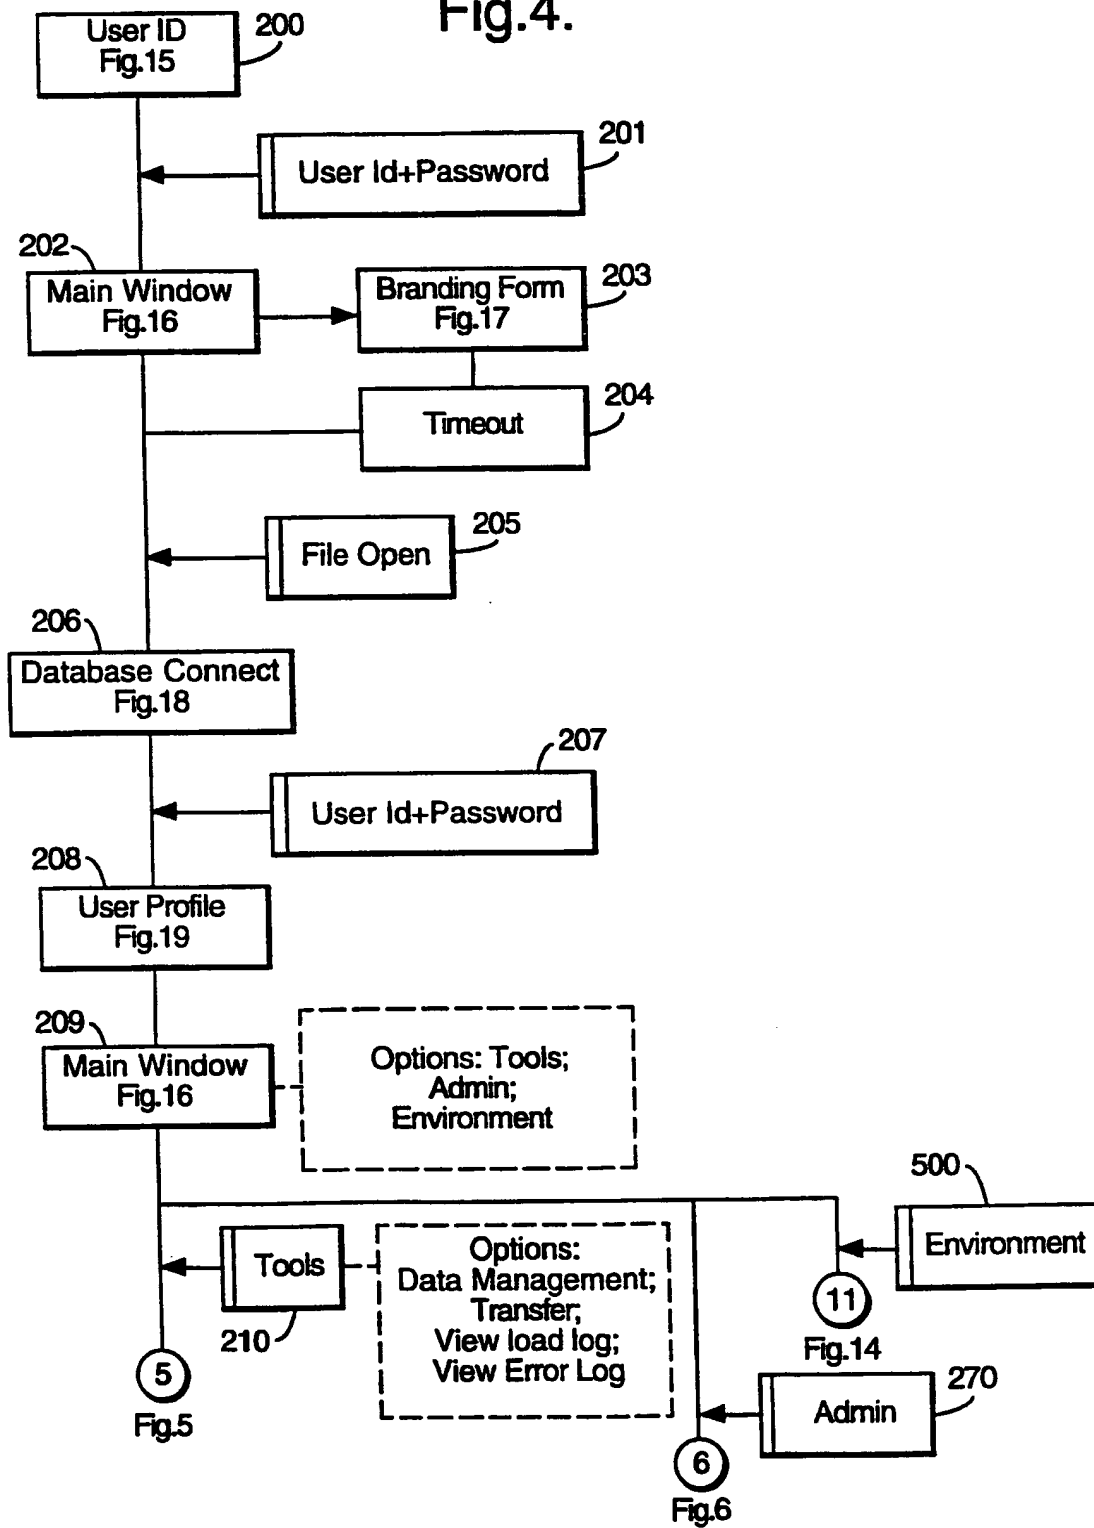 Fig.4.
User ID
Fig.15
200
201
User Id+Password
202
Main Window
Fig.16
203
Branding Form
Fig.17
204
Timeout
205
File Open
206
Database Connect
Fig.18
207
User Id+Password
208
User Profile
Fig.19
209
Main Window
Fig.16
Options: Tools;
Admin;
Environment
500
Environment
Tools
210
Options:
Data Management;
Transfer;
View load log;
View Error Log
11
Fig.14
5
Fig.5
270
Admin
6
Fig.6